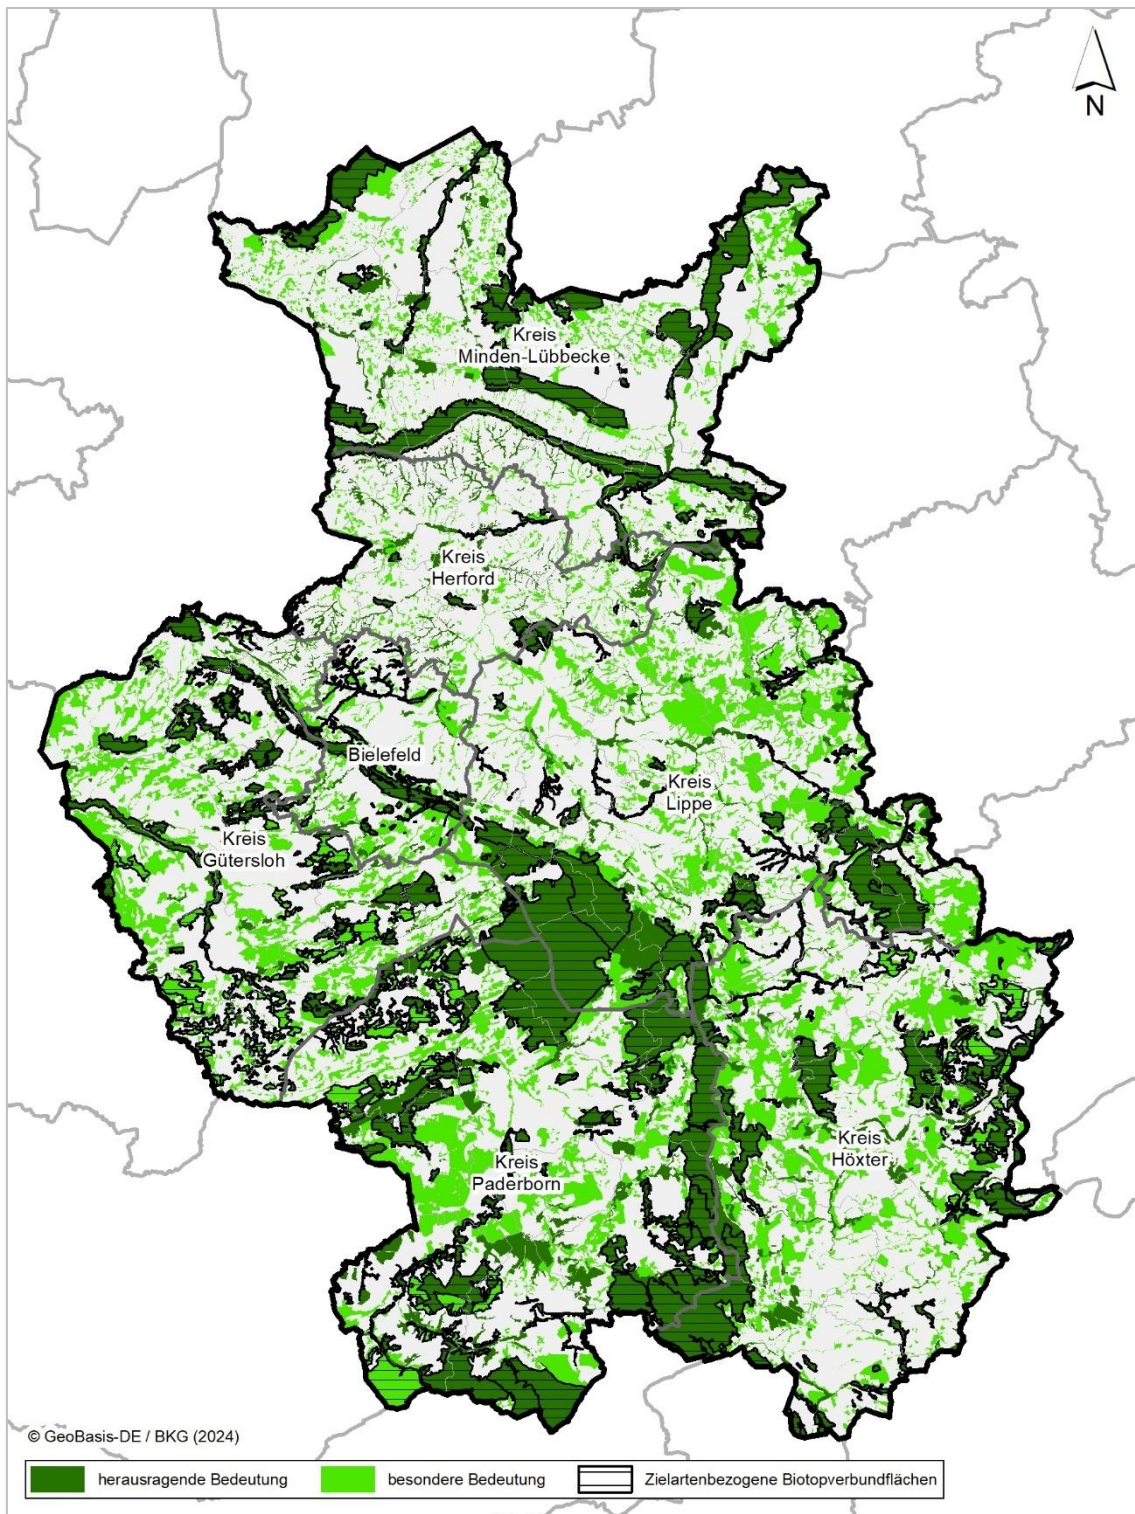 N
Kreis
Minden-Lübbecke
Kreis
Herford
Bielefeld
Kreis
Lippe
Kreis
Gütersloh
Kreis
Höxter
Kreis
Paderborn
© GeoBasis-DE / BKG (2024)
herausragende Bedeutung
besondere Bedeutung
Zielartenbezogene Biotopverbundflächen